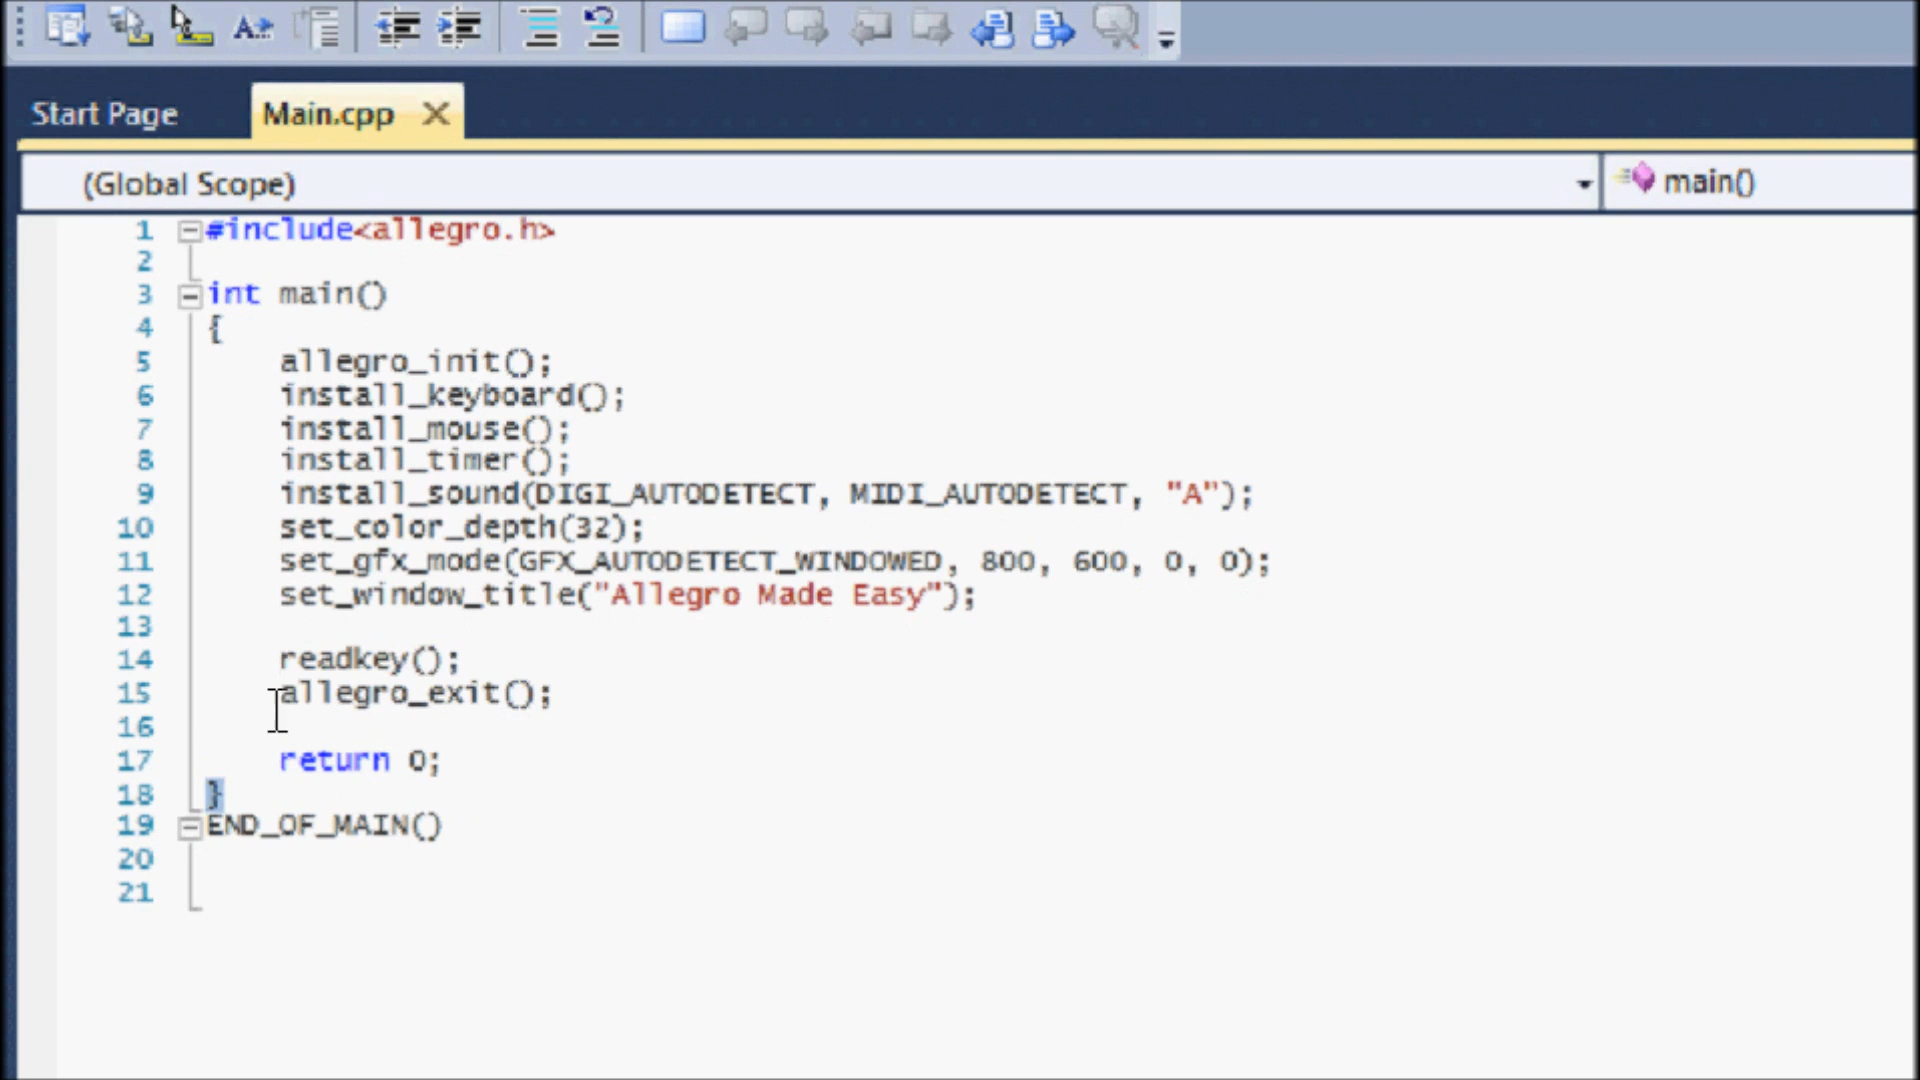 Start Page
Main.cpp
(Global Scope)
main()
1 #include<allegro.h>
2
3 int main()
4 {
5 allegro_init();
6 install_keyboard();
7 install_mouse();
8 install_timer();
9 install_sound(DIGI_AUTODETECT, MIDI_AUTODETECT, "A");
10 set_color_depth(32);
11 set_gfx_mode(GFX_AUTODETECT_WINDOWED, 800, 600, 0, 0);
12 set_window_title("Allegro Made Easy");
13
14 readkey();
15 allegro_exit();
16
17 return 0;
18 }
19 END_OF_MAIN()
20
21